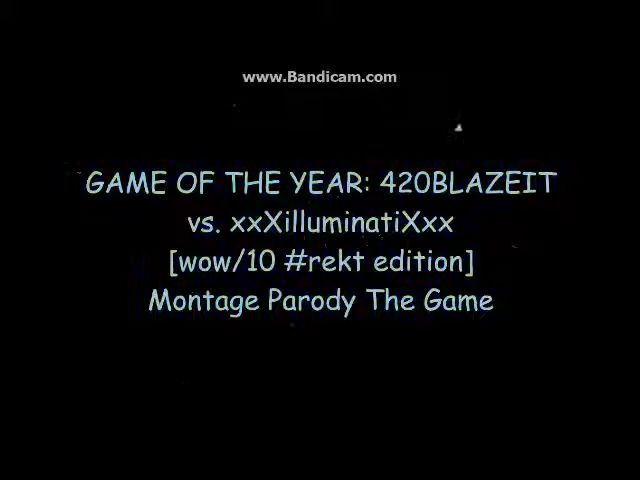 www.Bandicam.com
GAME OF THE YEAR: 420BLAZEIT
vs. xxXilluminatiXxx
[wow/10 #rekt edition]
Montage Parody The Game